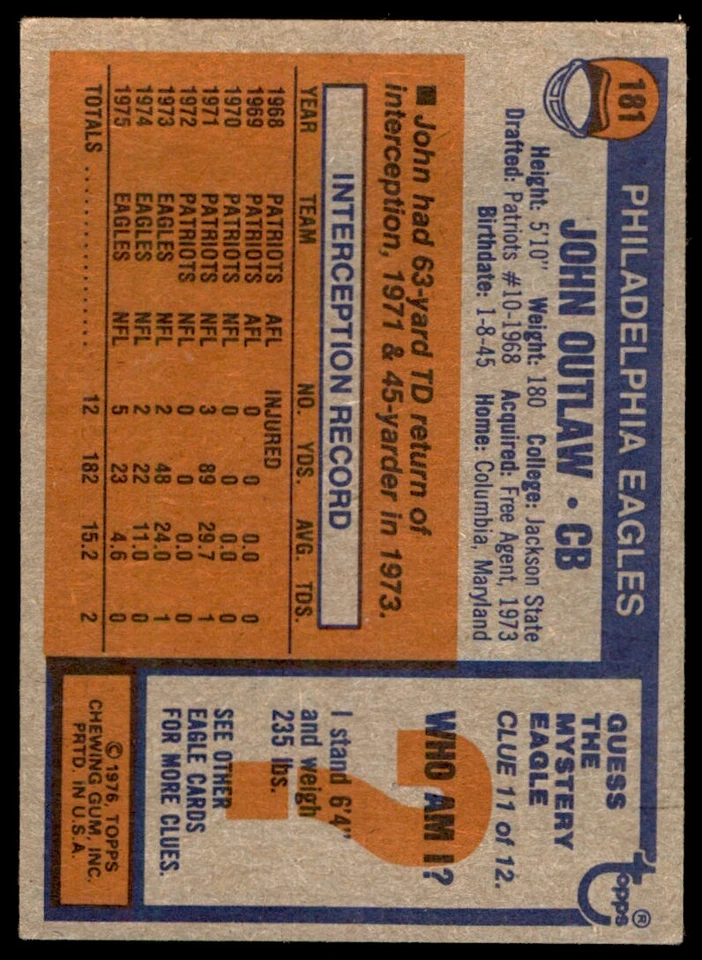 181
PHILADELPHIA EAGLES
JOHN OUTLAW • CB
Height: 5'10" Weight: 180 College: Jackson State
Drafted: Patriots #10-1968 Acquired: Free Agent, 1973
Birthdate: 1-8-45 Home: Columbia, Maryland
■ John had 63-yard TD return of
interception, 1971 & 45-yarder in 1973.
INTERCEPTION RECORD
YEAR TEAM NO. YDS. AVG. TDS.
1968 PATRIOTS AFL INJURED
1969 PATRIOTS AFL 0 0 0.0 0
1970 PATRIOTS NFL 0 0 0.0 0
1971 PATRIOTS NFL 3 89 29.7 1
1972 PATRIOTS NFL 0 0 0.0 0
1973 EAGLES NFL 2 48 24.0 1
1974 EAGLES NFL 2 22 11.0 0
1975 EAGLES NFL 5 23 4.6 0
TOTALS .................... 12 182 15.2 2
topps®
GUESS
THE
MYSTERY
EAGLE
CLUE 11 of 12.
?
WHO AM I?
I stand 6'4"
and weigh
235 lbs.
SEE OTHER
EAGLE CARDS
FOR MORE CLUES.
© 1976, TOPPS
CHEWING GUM, INC.
PRTD. IN U.S.A.